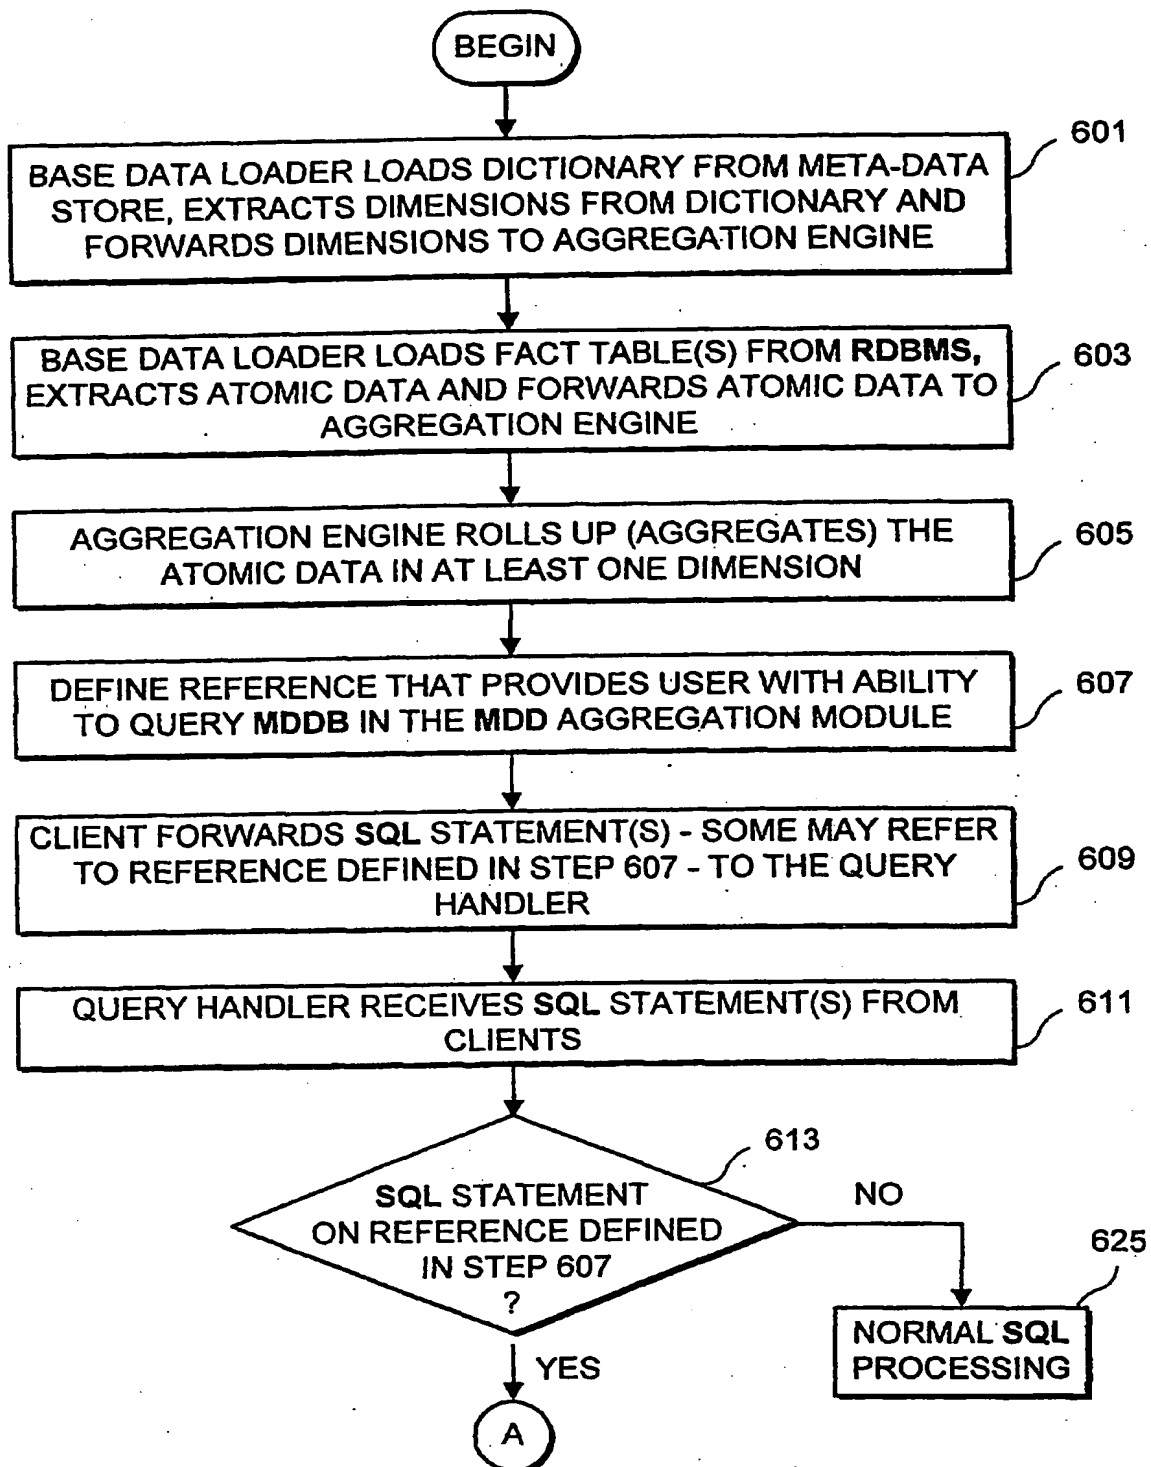 BEGIN
601
BASE DATA LOADER LOADS DICTIONARY FROM META-DATA
STORE, EXTRACTS DIMENSIONS FROM DICTIONARY AND
FORWARDS DIMENSIONS TO AGGREGATION ENGINE
603
BASE DATA LOADER LOADS FACT TABLE(S) FROM RDBMS,
EXTRACTS ATOMIC DATA AND FORWARDS ATOMIC DATA TO
AGGREGATION ENGINE
605
AGGREGATION ENGINE ROLLS UP (AGGREGATES) THE
ATOMIC DATA IN AT LEAST ONE DIMENSION
607
DEFINE REFERENCE THAT PROVIDES USER WITH ABILITY
TO QUERY MDDB IN THE MDD AGGREGATION MODULE
609
CLIENT FORWARDS SQL STATEMENT(S) - SOME MAY REFER
TO REFERENCE DEFINED IN STEP 607 - TO THE QUERY
HANDLER
611
QUERY HANDLER RECEIVES SQL STATEMENT(S) FROM
CLIENTS
613
SQL STATEMENT
ON REFERENCE DEFINED
IN STEP 607
?
NO
625
NORMAL SQL
PROCESSING
YES
A